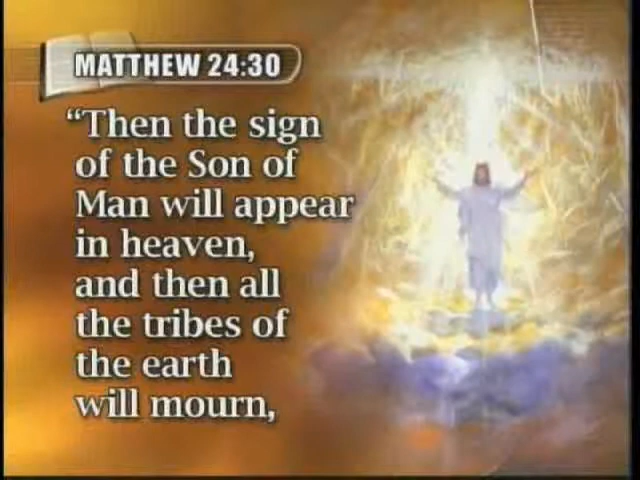 MATTHEW 24:30
“Then the sign
of the Son of
Man will appear
in heaven,
and then all
the tribes of
the earth
will mourn,